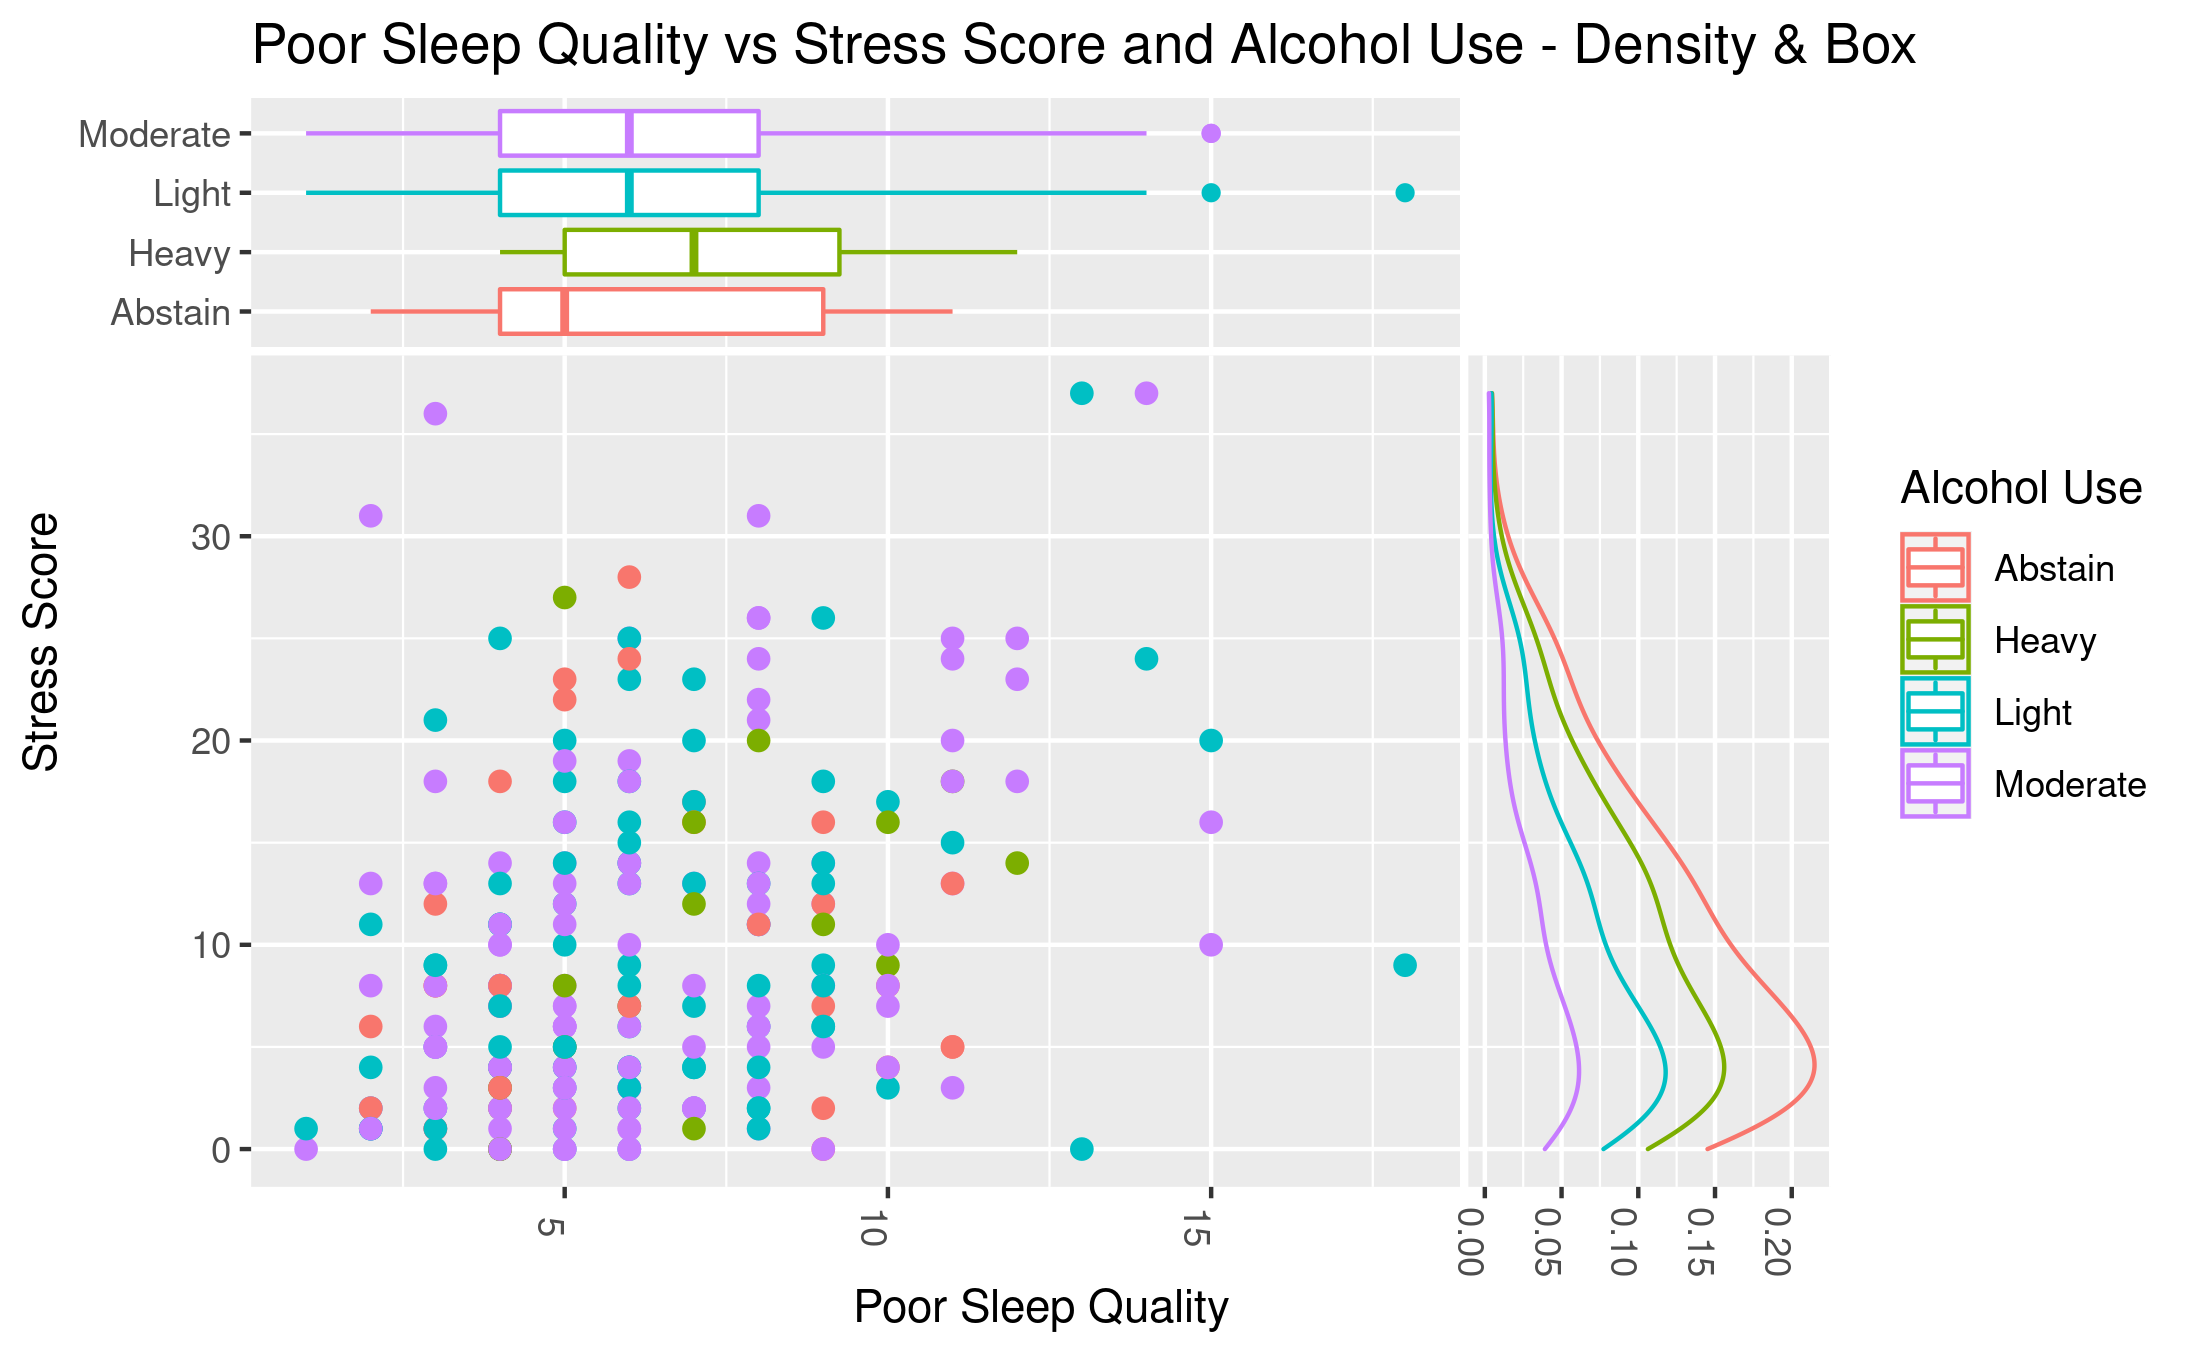 Poor Sleep Quality vs Stress Score and Alcohol Use - Density & Box
Moderate
Light
Heavy
Abstain
Stress Score
30
20
10
0
5
10
15
Poor Sleep Quality
0.00
0.05
0.10
0.15
0.20
Alcohol Use
Abstain
Heavy
Light
Moderate